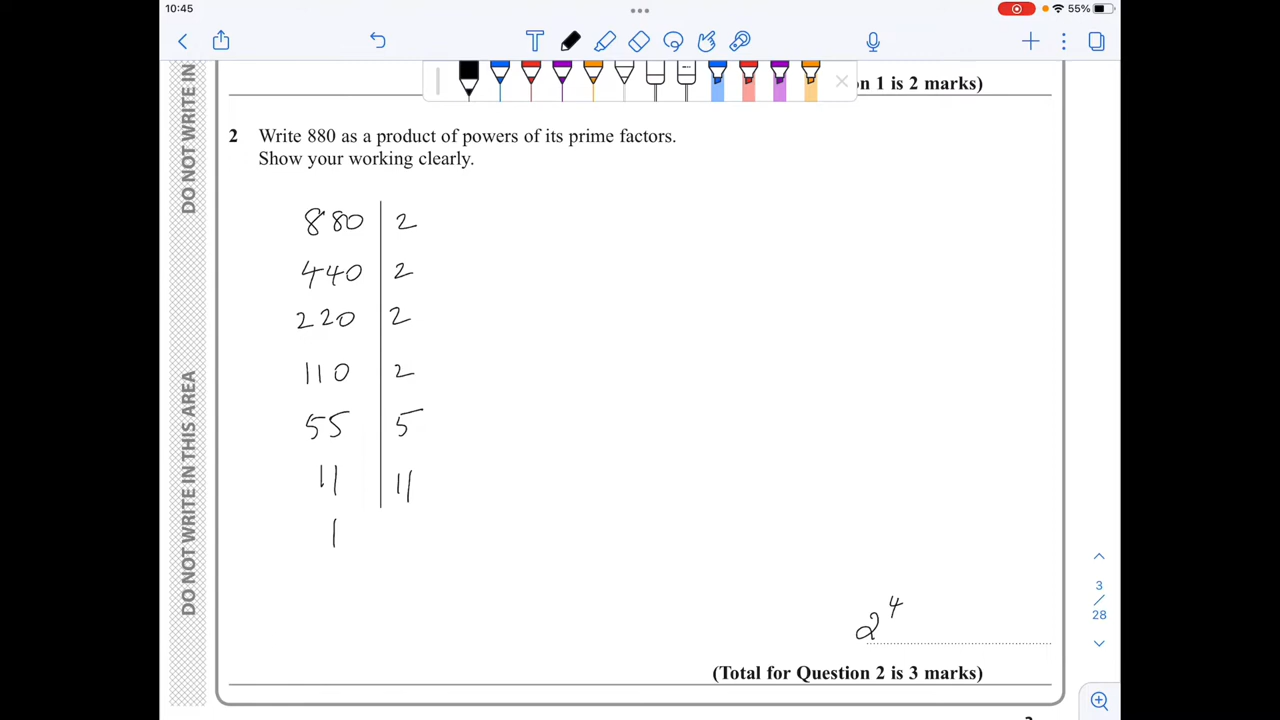 10:45
55%
n 1 is 2 marks)
DO NOT WRITE IN
2 Write 880 as a product of powers of its prime factors.
Show your working clearly.
880 2
440 2
220 2
110 2
55 5
11 11
1
DO NOT WRITE IN THIS AREA
3
/
28
2^4
(Total for Question 2 is 3 marks)